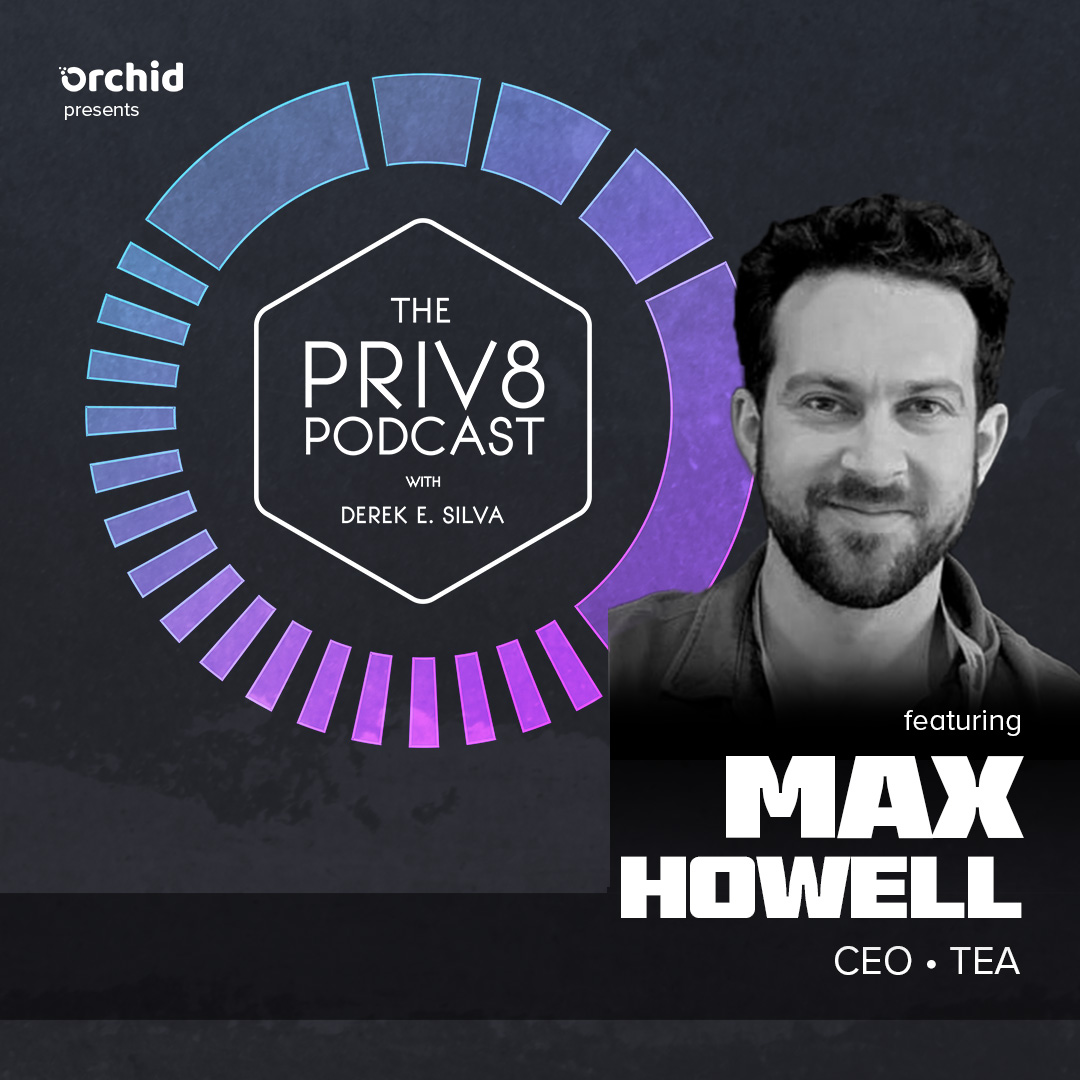 Orchid
presents
THE
PRIV8
PODCAST
WITH
DEREK E. SILVA
featuring
MAX
HOWELL
CEO • TEA